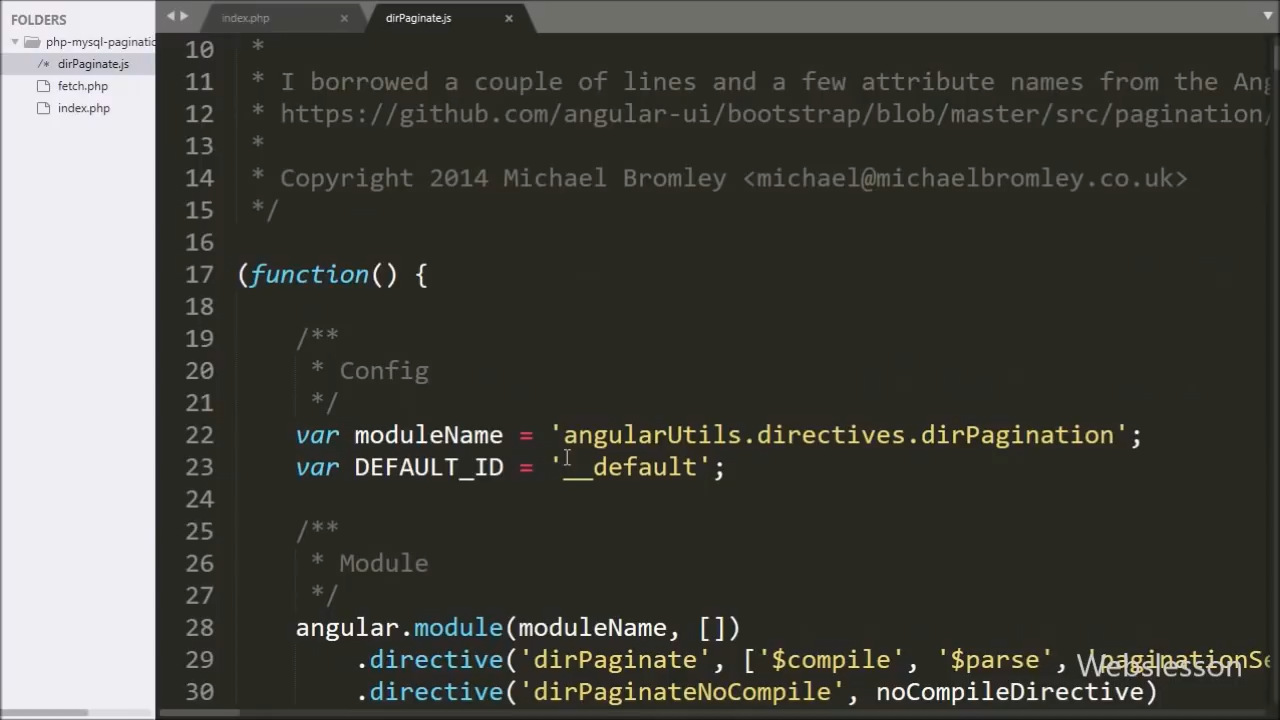 FOLDERS
php-mysql-paginatio
/* dirPaginate.js
fetch.php
index.php
index.php ×
dirPaginate.js ×
10 *
11 * I borrowed a couple of lines and a few attribute names from the Ang
12 * https://github.com/angular-ui/bootstrap/blob/master/src/pagination/
13 *
14 * Copyright 2014 Michael Bromley <michael@michaelbromley.co.uk>
15 */
16
17 (function() {
18
19 /**
20 * Config
21 */
22 var moduleName = 'angularUtils.directives.dirPagination';
23 var DEFAULT_ID = '__default';
24
25 /**
26 * Module
27 */
28 angular.module(moduleName, [])
29 .directive('dirPaginate', ['$compile', '$parse', 'paginationSe
30 .directive('dirPaginateNoCompile', noCompileDirective)
Webslesson